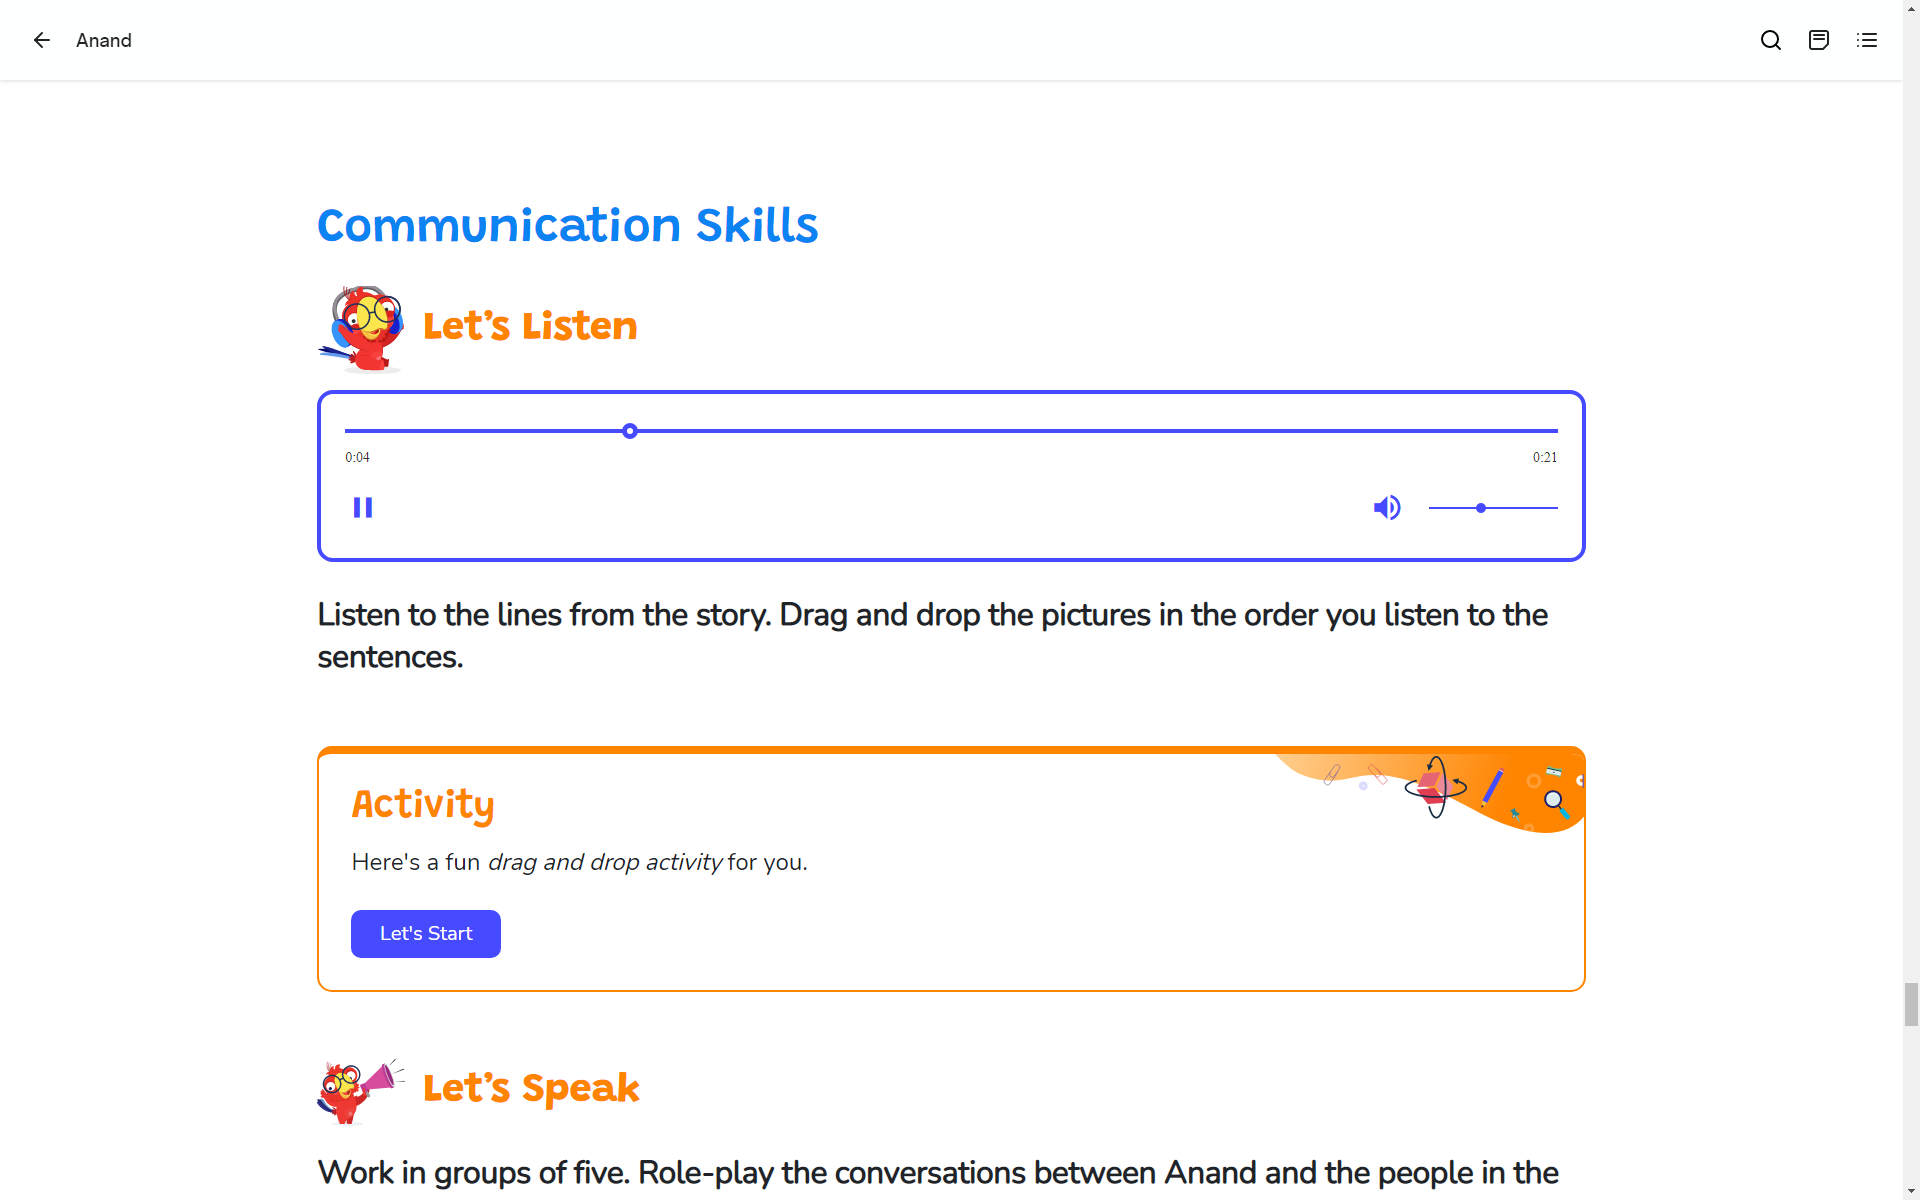 Anand
Communication Skills
Let's Listen
0:04
0:21
Listen to the lines from the story. Drag and drop the pictures in the order you listen to the
sentences.
Activity
Here's a fun drag and drop activity for you.
Let's Start
Let's Speak
Work in groups of five. Role-play the conversations between Anand and the people in the